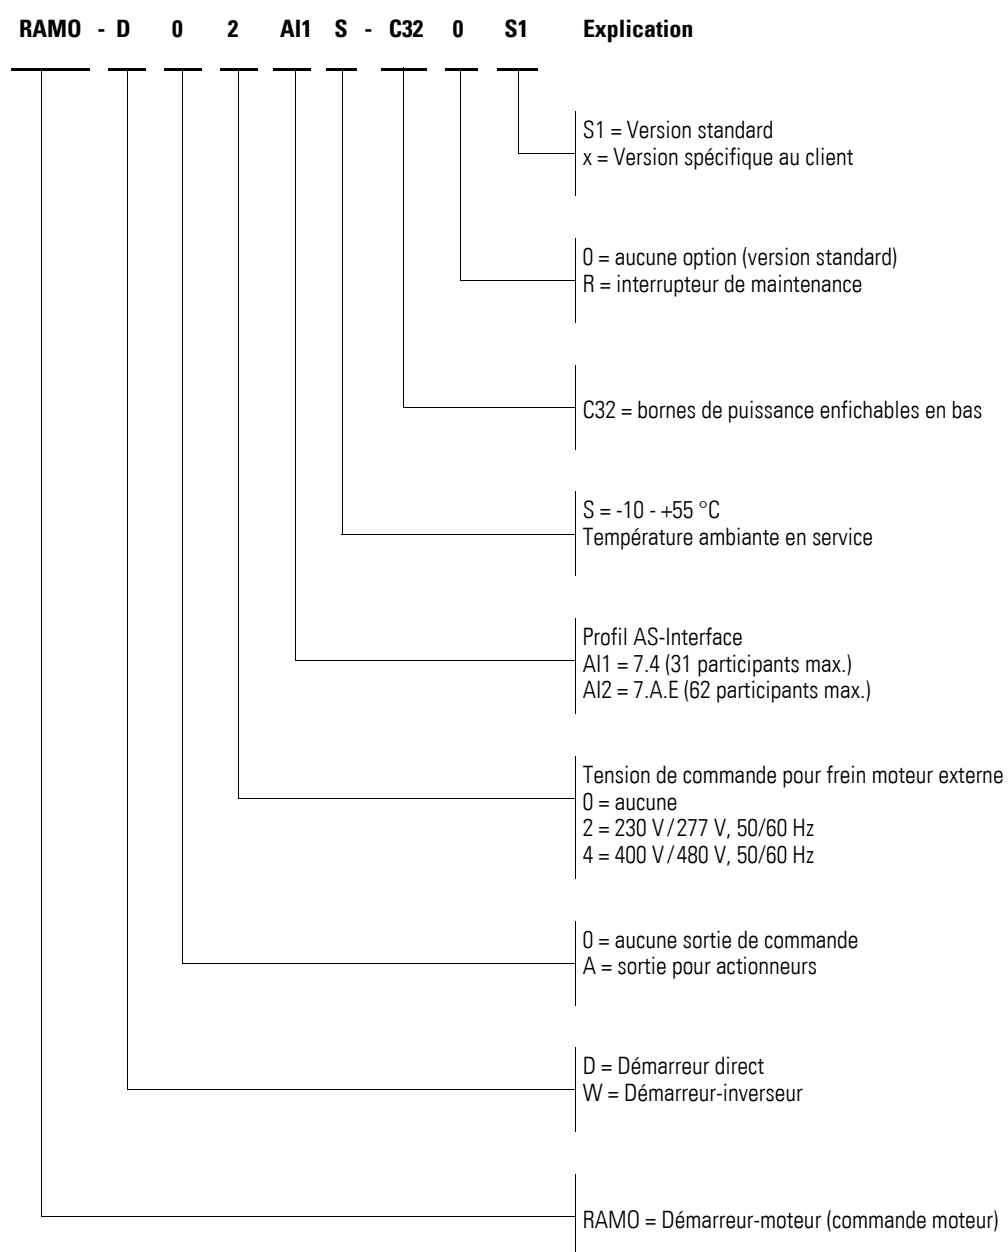 RAMO - D 0 2 AI1 S - C32 0 S1 Explication
S1 = Version standard
x = Version spécifique au client
0 = aucune option (version standard)
R = interrupteur de maintenance
C32 = bornes de puissance enfichables en bas
S = -10 - +55 °C
Température ambiante en service
Profil AS-Interface
AI1 = 7.4 (31 participants max.)
AI2 = 7.A.E (62 participants max.)
Tension de commande pour frein moteur externe
0 = aucune
2 = 230 V/277 V, 50/60 Hz
4 = 400 V/480 V, 50/60 Hz
0 = aucune sortie de commande
A = sortie pour actionneurs
D = Démarreur direct
W = Démarreur-inverseur
RAMO = Démarreur-moteur (commande moteur)